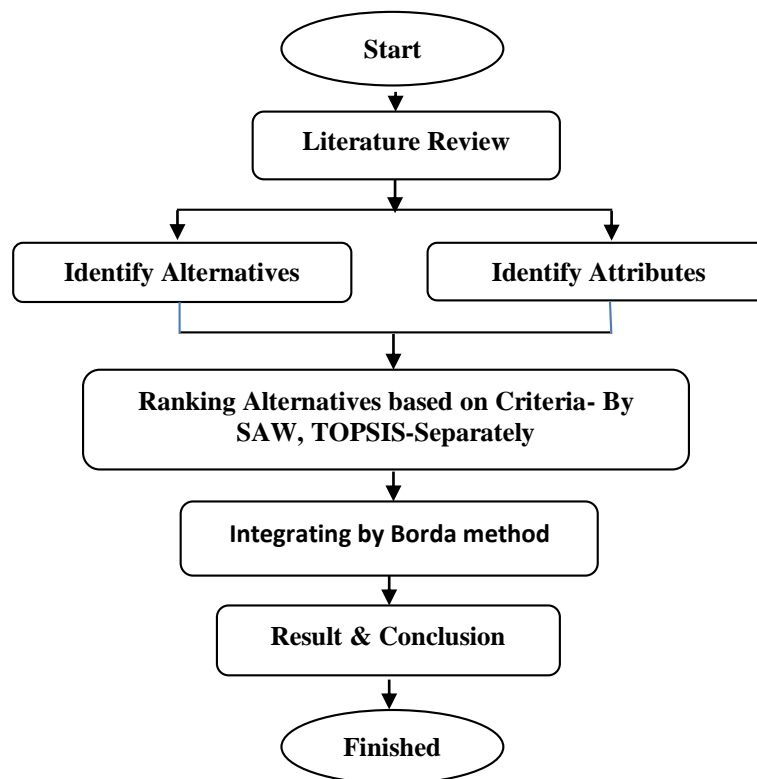 Start
Literature Review
Identify Alternatives
Identify Attributes
Ranking Alternatives based on Criteria- By
SAW, TOPSIS-Separately
Integrating by Borda method
Result & Conclusion
Finished